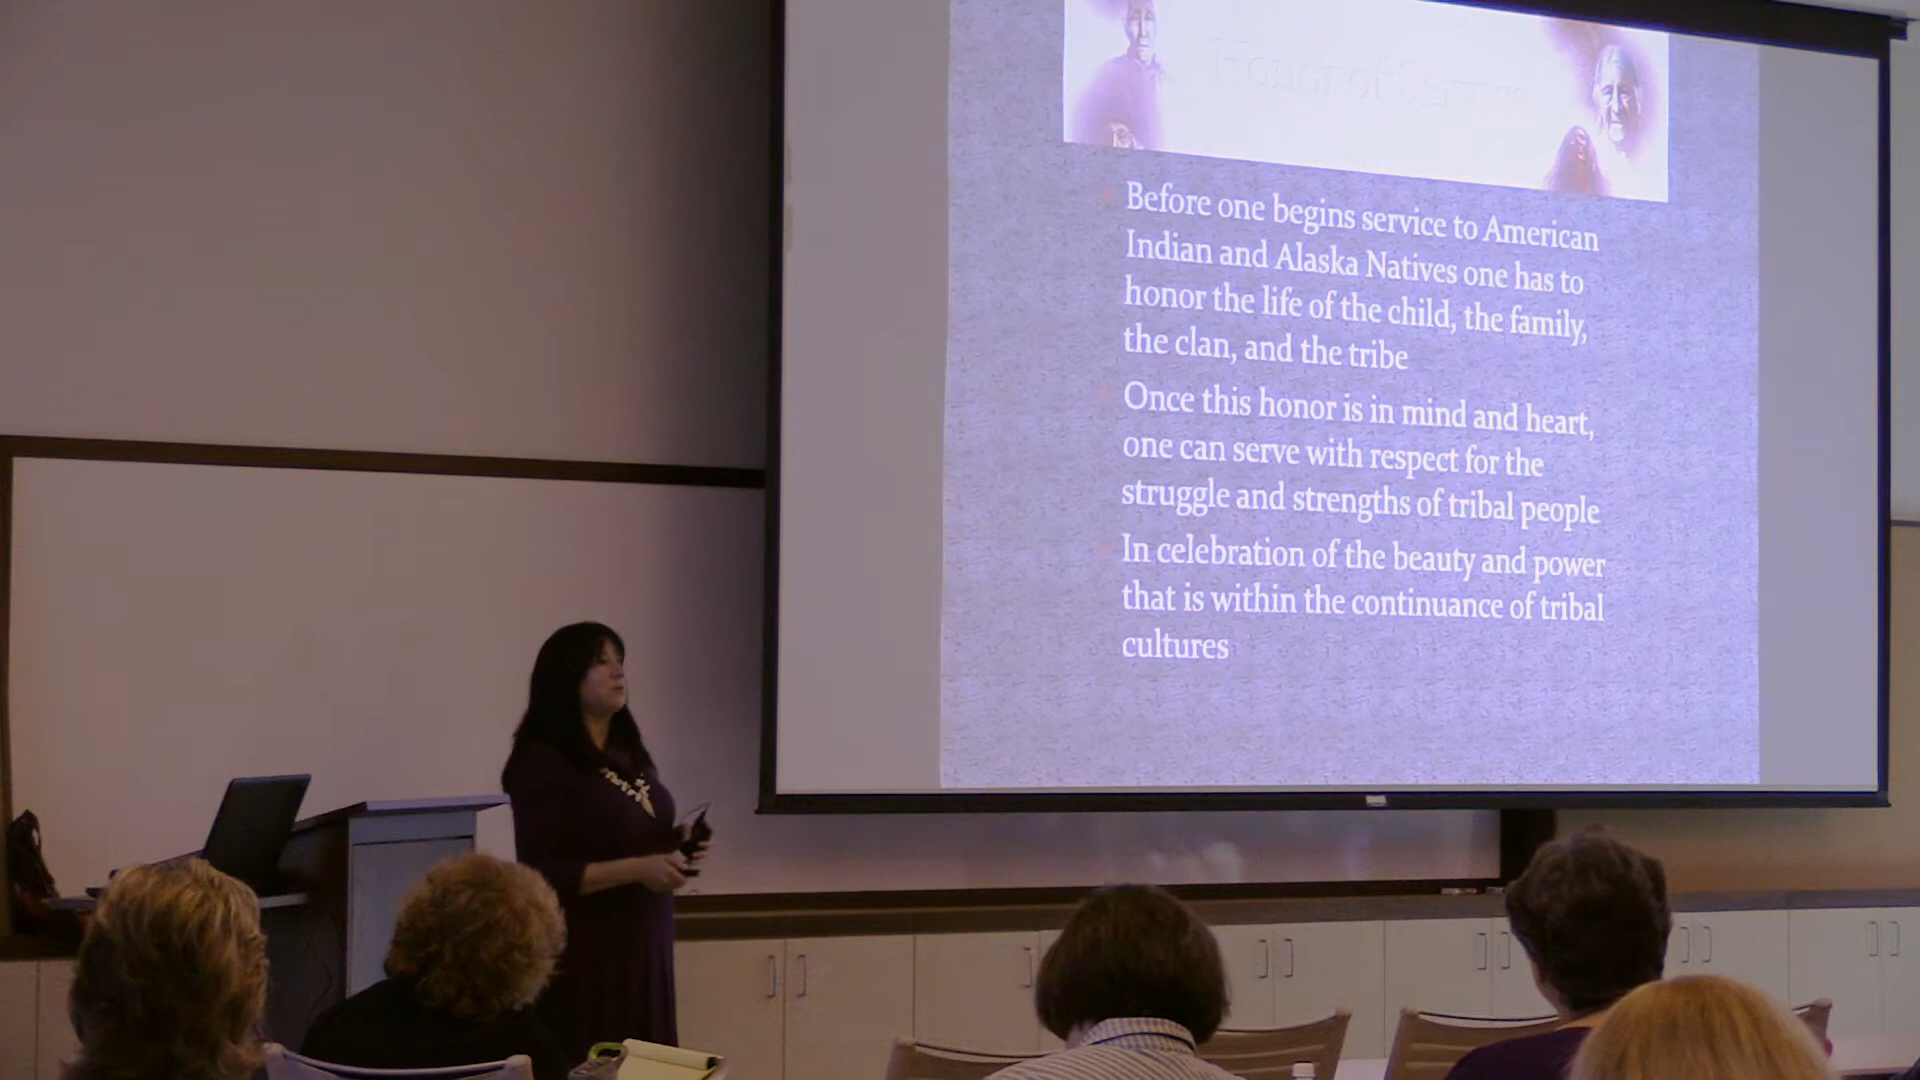 Before one begins service to American
Indian and Alaska Natives one has to
honor the life of the child, the family,
the clan, and the tribe
Once this honor is in mind and heart,
one can serve with respect for the
struggle and strengths of tribal people
In celebration of the beauty and power
that is within the continuance of tribal
cultures